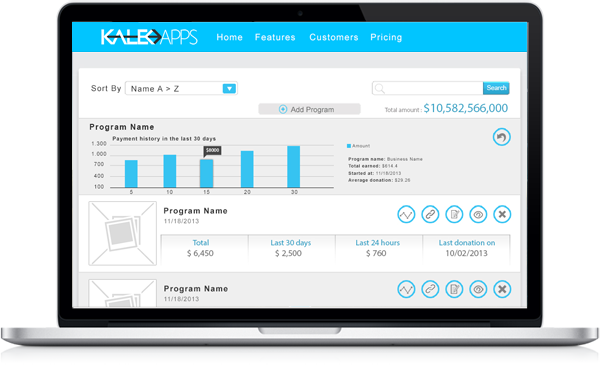 KALEOAPPS Home Features Customers Pricing
Sort By Name A > Z Search
Add Program Total amount : $10,582,566,000
Program Name
Payment history in the last 30 days
1.300
1.000
700
400
100
$8000
5 10 15 20 30
Amount
Program name: Business Name
Total earned: $614.4
Started at: 11/18/2013
Average donation: $29.26
Program Name
11/18/2013
Total Last 30 days Last 24 hours Last donation on
$ 6,450 $ 2,500 $ 760 10/02/2013
Program Name
11/18/2013